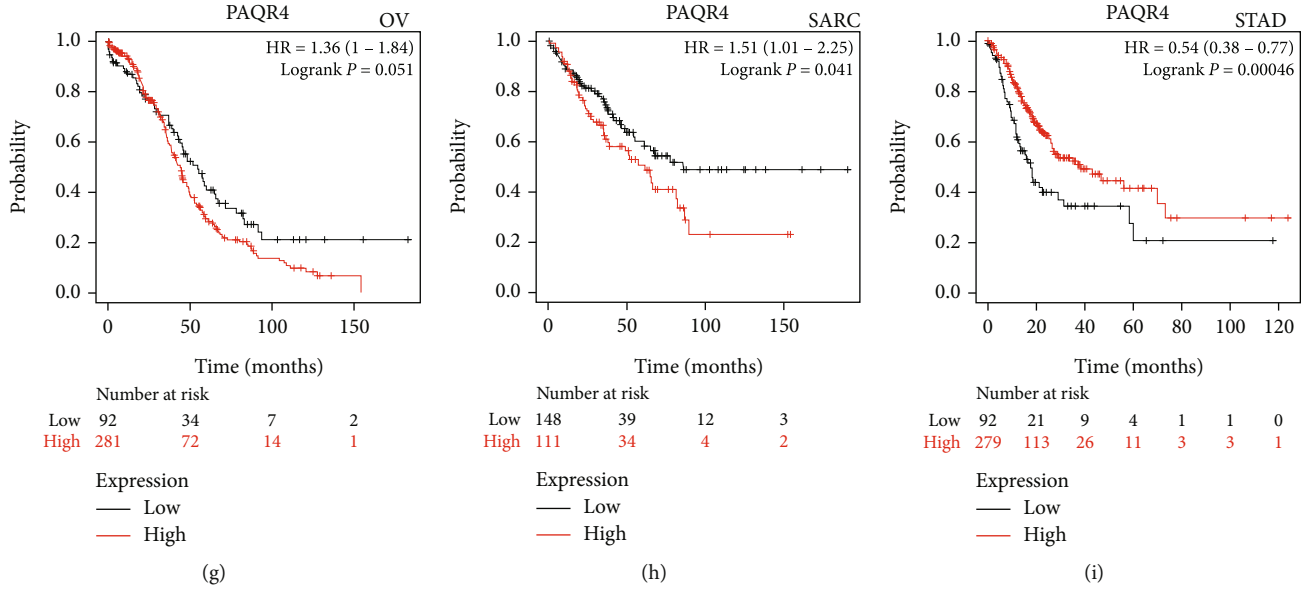 PAQR4 OV
HR = 1.36 (1 – 1.84)
Logrank P = 0.051
1.0
0.8
0.6
0.4
0.2
0.0
Probability
0 50 100 150
Time (months)
Number at risk
Low 92 34 7 2
High 281 72 14 1
Expression
Low
High
(g)
PAQR4 SARC
HR = 1.51 (1.01 – 2.25)
Logrank P = 0.041
1.0
0.8
0.6
0.4
0.2
0.0
Probability
0 50 100 150
Time (months)
Number at risk
Low 148 39 12 3
High 111 34 4 2
Expression
Low
High
(h)
PAQR4 STAD
HR = 0.54 (0.38 – 0.77)
Logrank P = 0.00046
1.0
0.8
0.6
0.4
0.2
0.0
Probability
0 20 40 60 80 100 120
Time (months)
Number at risk
Low 92 21 9 4 1 1 0
High 279 113 26 11 3 3 1
Expression
Low
High
(i)